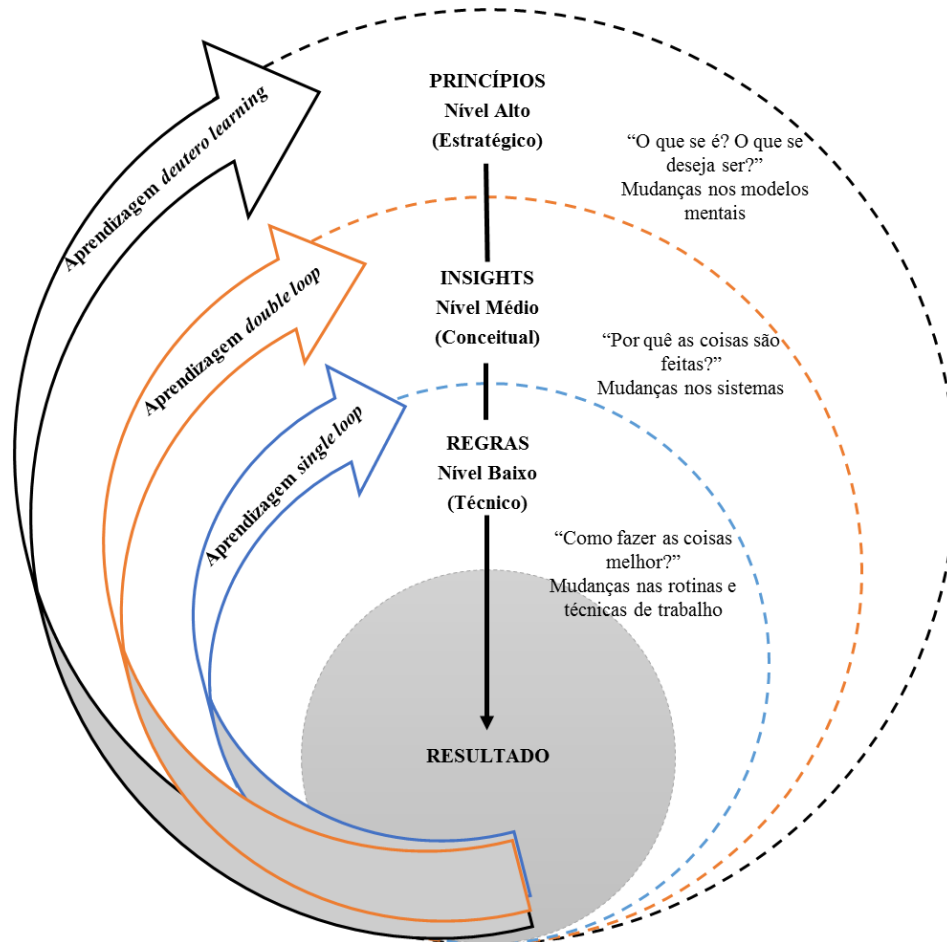 PRINCÍPIOS
Nível Alto
(Estratégico)
Aprendizagem deutero learning
“O que se é? O que se
deseja ser?”
Mudanças nos modelos
mentais
INSIGHTS
Nível Médio
(Conceitual)
Aprendizagem double loop
“Por quê as coisas são
feitas?”
Mudanças nos sistemas
REGRAS
Nível Baixo
(Técnico)
Aprendizagem single loop
“Como fazer as coisas
melhor?”
Mudanças nas rotinas e
técnicas de trabalho
RESULTADO